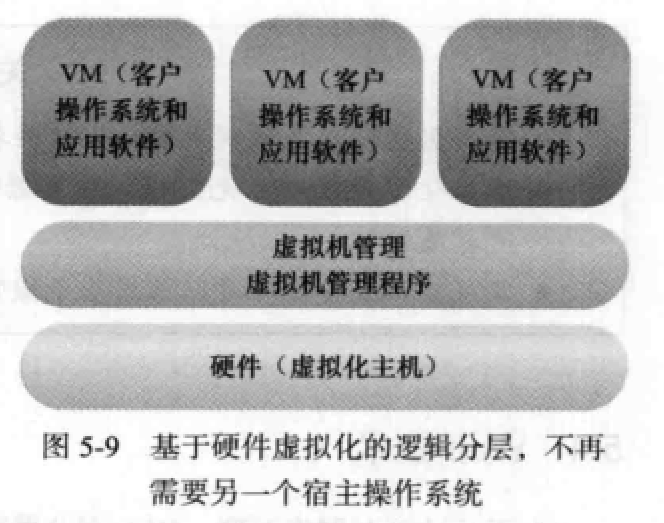 VM（客户
操作系统和
应用软件）
VM（客户
操作系统和
应用软件）
VM（客户
操作系统和
应用软件）
虚拟机管理
虚拟机管理程序
硬件（虚拟化主机）
图 5-9 基于硬件虚拟化的逻辑分层，不再
需要另一个宿主操作系统